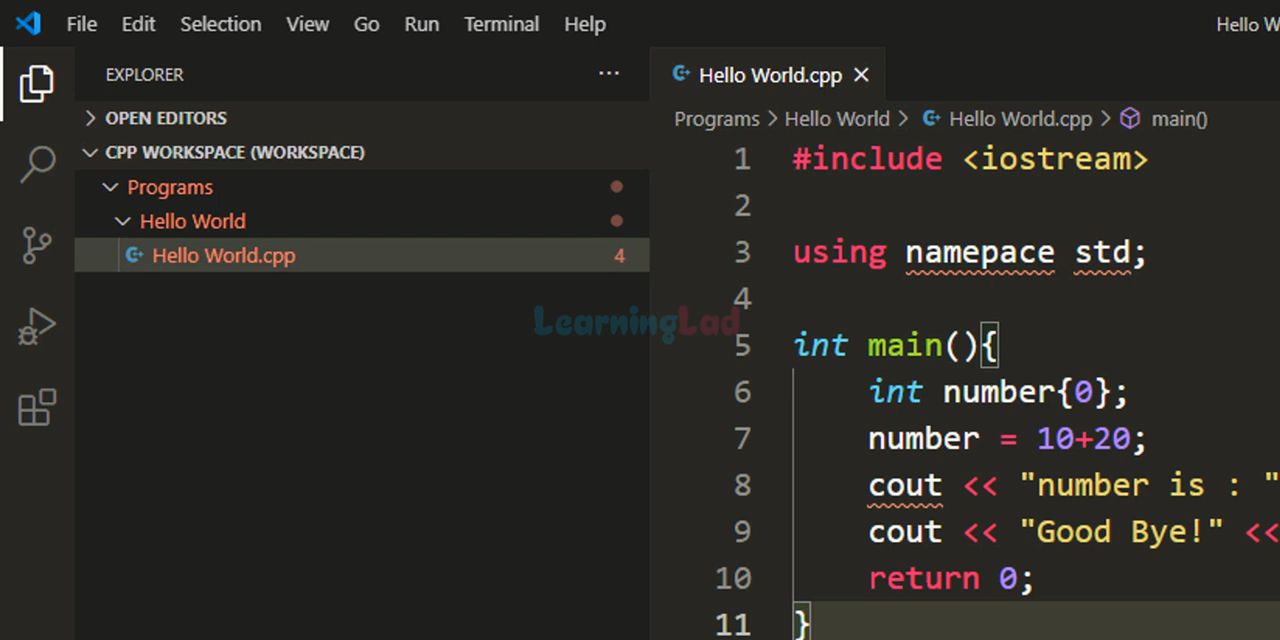 File Edit Selection View Go Run Terminal Help
Hello W
EXPLORER
OPEN EDITORS
CPP WORKSPACE (WORKSPACE)
Programs
Hello World
Hello World.cpp 4
Hello World.cpp
Programs > Hello World > Hello World.cpp > main()
1 #include <iostream>
2
3 using namepace std;
4
5 int main(){
6 int number{0};
7 number = 10+20;
8 cout << "number is : "
9 cout << "Good Bye!" <<
10 return 0;
11 }
LearningLad